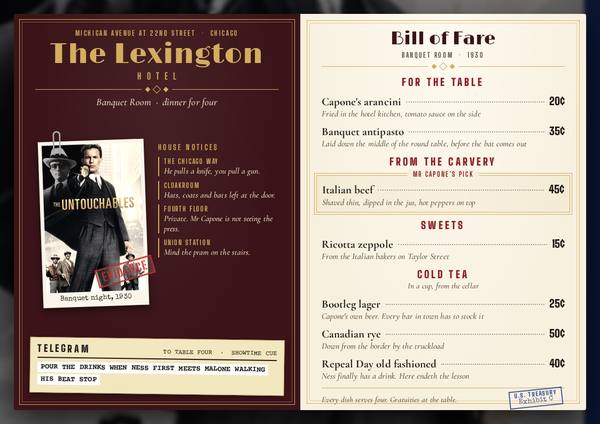 MICHIGAN AVENUE AT 22ND STREET · CHICAGO
The Lexington
HOTEL
Banquet Room · dinner for four
THE UNTOUCHABLES
EVIDENCE
Banquet night, 1930
HOUSE NOTICES
THE CHICAGO WAY
He pulls a knife, you pull a gun.
CLOAKROOM
Hats, coats and bats left at the door.
FOURTH FLOOR
Private. Mr Capone is not seeing the
press.
UNION STATION
Mind the pram on the stairs.
TELEGRAM
TO TABLE FOUR · SHOWTIME CUE
POUR THE DRINKS WHEN NESS FIRST MEETS MALONE WALKING
HIS BEAT STOP
Bill of Fare
BANQUET ROOM · 1930
FOR THE TABLE
Capone's arancini 20¢
Fried in the hotel kitchen, tomato sauce on the side
Banquet antipasto 35¢
Laid down the middle of the round table, before the bat comes out
FROM THE CARVERY
MR CAPONE'S PICK
Italian beef 45¢
Shaved thin, dipped in the jus, hot peppers on top
SWEETS
Ricotta zeppole 15¢
From the Italian bakers on Taylor Street
COLD TEA
In a cup, from the cellar
Bootleg lager 25¢
Capone's own beer. Every bar in town has to stock it
Canadian rye 50¢
Down from the border by the truckload
Repeal Day old fashioned 40¢
Ness finally has a drink. Here endeth the lesson
Every dish serves four. Gratuities at the table.
U.S. TREASURY
Exhibit C